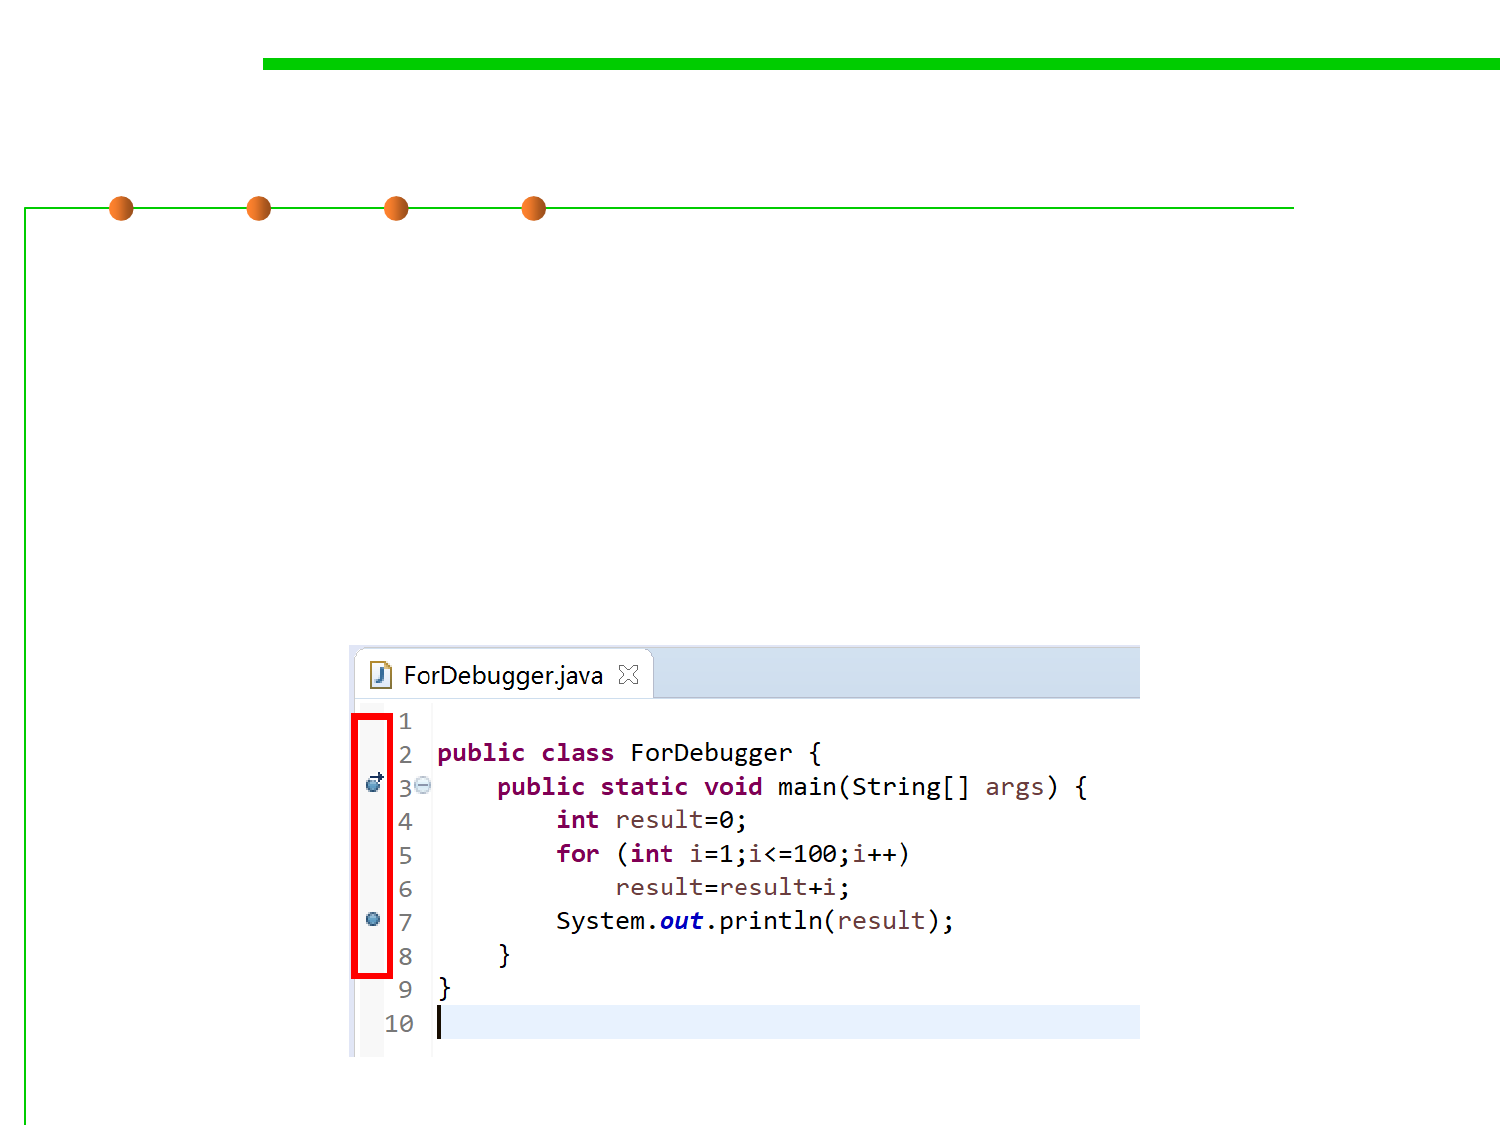 ForDebugger.java
1
2 public class ForDebugger {
3 public static void main(String[] args) {
4 int result=0;
5 for (int i=1;i<=100;i++)
6 result=result+i;
7 System.out.println(result);
8 }
9 }
10